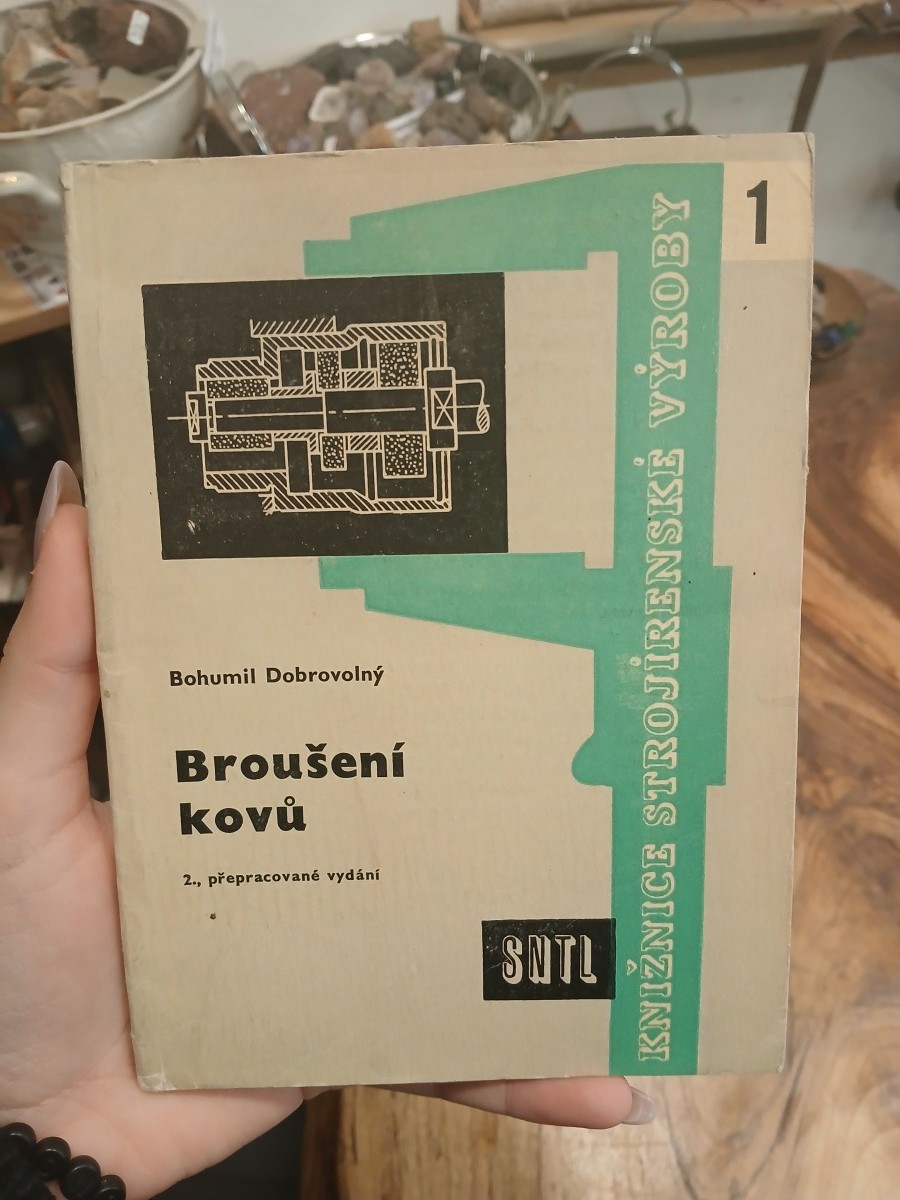 1
KNIŽNICE STROJÍRENSKÉ VÝROBY
Bohumil Dobrovolný
Broušení
kovů
2., přepracované vydání
SNTL